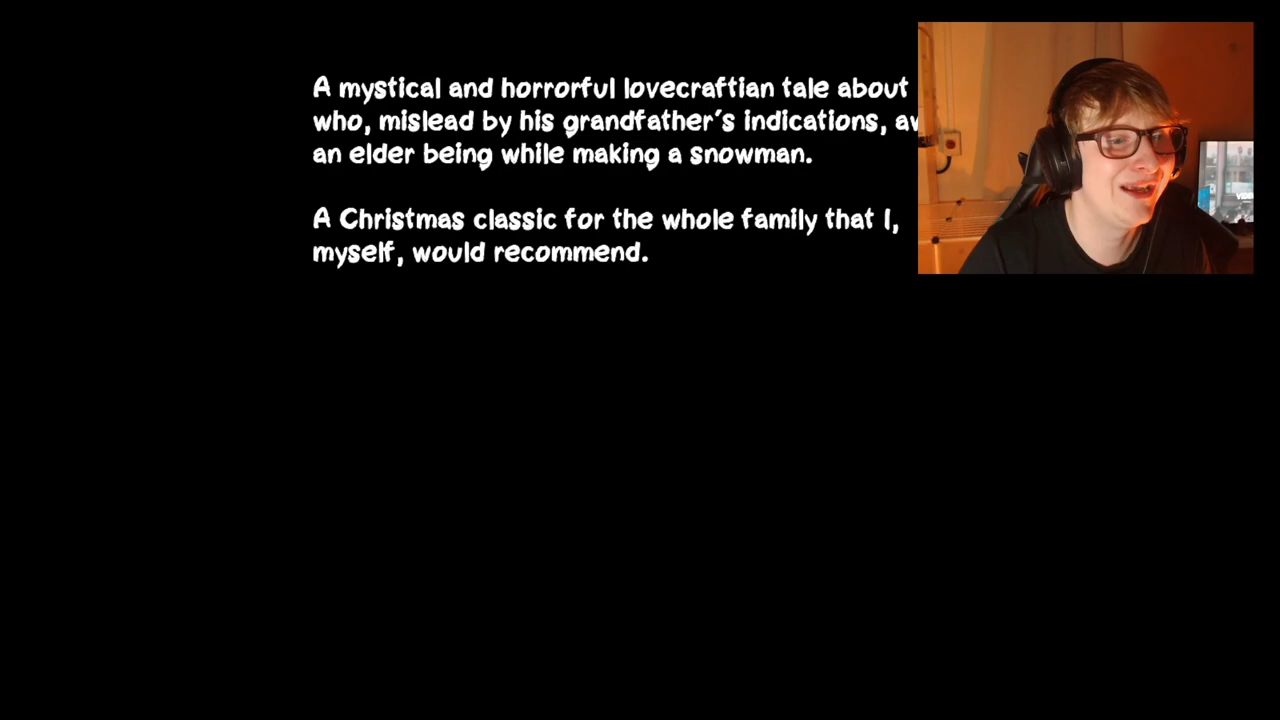 A mystical and horrorful lovecraftian tale about
who, mislead by his grandfather's indications,
an elder being while making a snowman.
A Christmas classic for the whole family that I,
myself, would recommend.